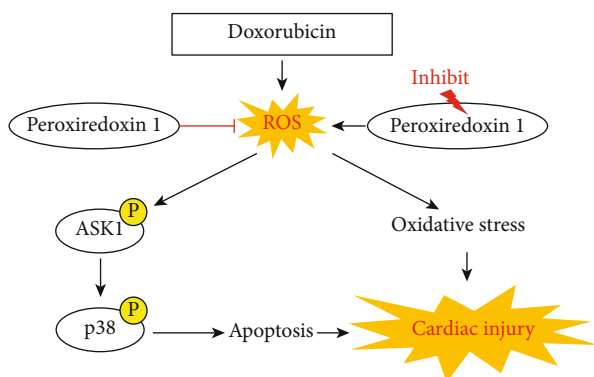 Doxorubicin
Inhibit
Peroxiredoxin 1
ROS
Peroxiredoxin 1
P
ASK1
Oxidative stress
P
p38
Apoptosis
Cardiac injury